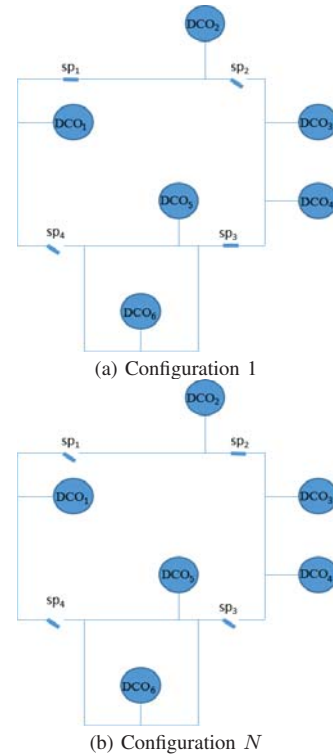 DCO₂
sp₁
sp₂
DCO₁
DCO₃
DCO₅
DCO₄
sp₄
sp₃
DCO₆
(a) Configuration 1
DCO₂
sp₁
sp₂
DCO₁
DCO₃
DCO₅
DCO₄
sp₄
sp₃
DCO₆
(b) Configuration N